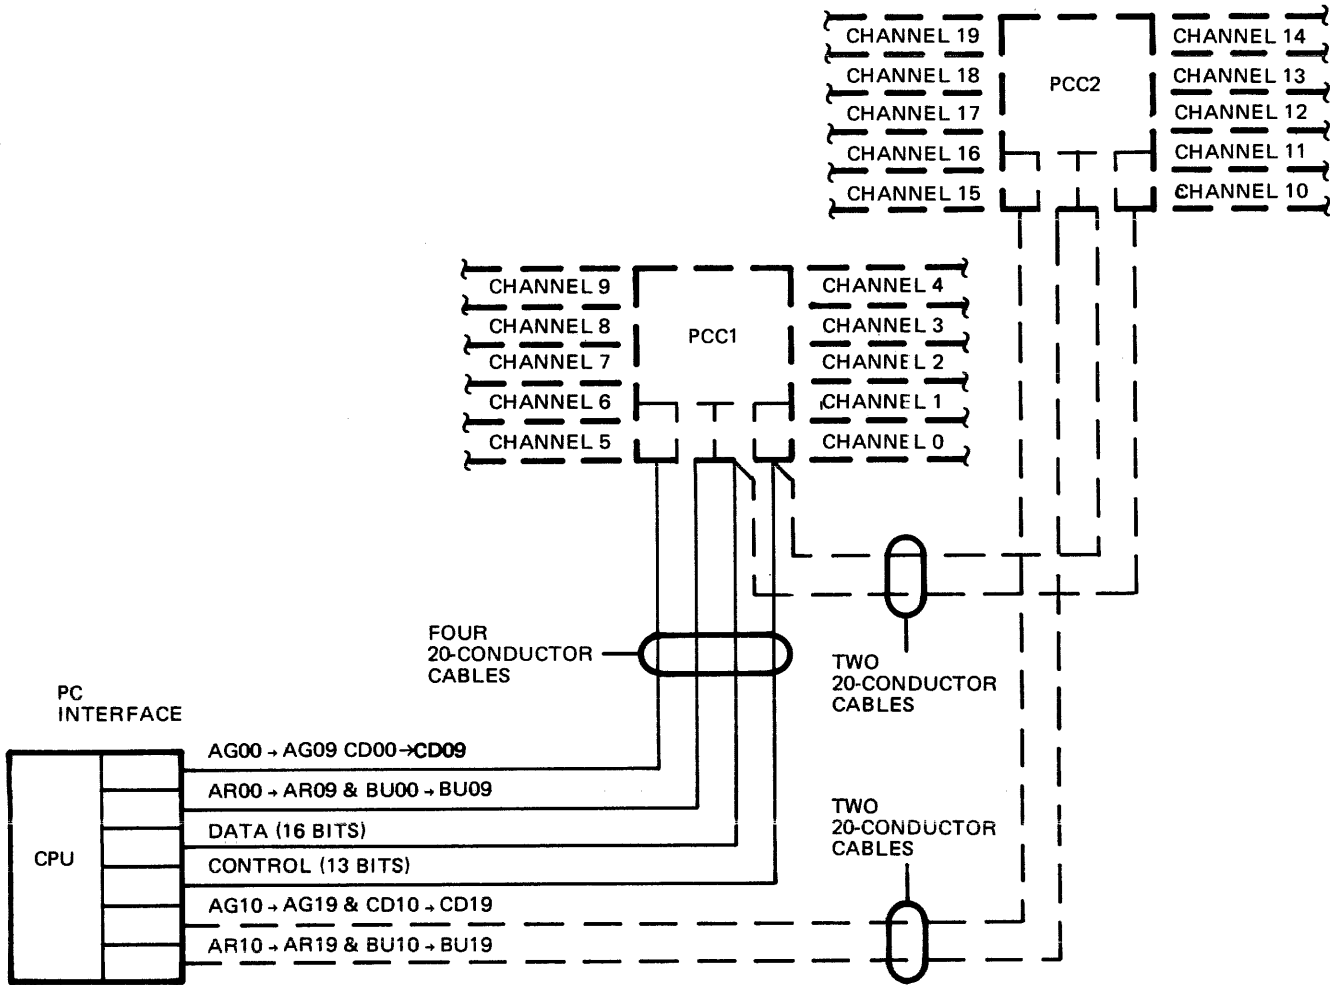 CHANNEL 19
CHANNEL 18
CHANNEL 17
CHANNEL 16
CHANNEL 15
PCC2
CHANNEL 14
CHANNEL 13
CHANNEL 12
CHANNEL 11
CHANNEL 10
CHANNEL 9
CHANNEL 8
CHANNEL 7
CHANNEL 6
CHANNEL 5
PCC1
CHANNEL 4
CHANNEL 3
CHANNEL 2
CHANNEL 1
CHANNEL 0
FOUR
20-CONDUCTOR
CABLES
TWO
20-CONDUCTOR
CABLES
PC
INTERFACE
CPU
AG00 → AG09 CD00→CD09
AR00 → AR09 & BU00 → BU09
DATA (16 BITS)
CONTROL (13 BITS)
AG10 → AG19 & CD10 → CD19
AR10 → AR19 & BU10 → BU19
TWO
20-CONDUCTOR
CABLES